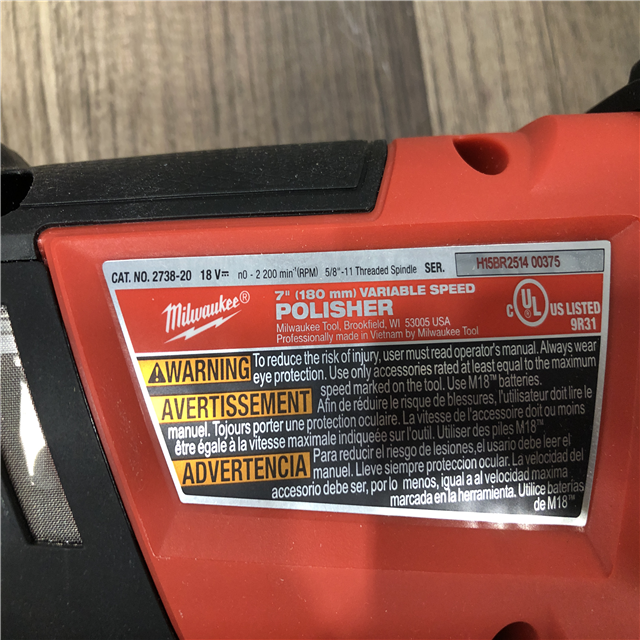 CAT. NO. 2738-20 18 V⎓ n0 - 2 200 min⁻¹(RPM) 5/8"-11 Threaded Spindle SER. H15BR2514 00375
Milwaukee®
7" (180 mm) VARIABLE SPEED
POLISHER
Milwaukee Tool, Brookfield, WI 53005 USA
Professionally made in Vietnam by Milwaukee Tool
C UL® US LISTED
9R31
WARNING To reduce the risk of injury, user must read operator's manual. Always wear
eye protection. Use only accessories rated at least equal to the maximum
speed marked on the tool. Use M18™ batteries.
AVERTISSEMENT Afin de réduire le risque de blessures, l'utilisateur doit lire le
manuel. Tojours porter une protection oculaire. La vitesse de l'accessoire doit ou moins
être égale à la vitesse maximale indiquée sur l'outil. Utiliser des piles M18™.
ADVERTENCIA Para reducir el riesgo de lesiones, el usario debe leer el
manual. Lleve siempre proteccion ocular. La velocidad del
accesorio debe ser, por lo menos, igual a al velocidad maxima
marcada en la herramienta. Utilice baterias
de M18™